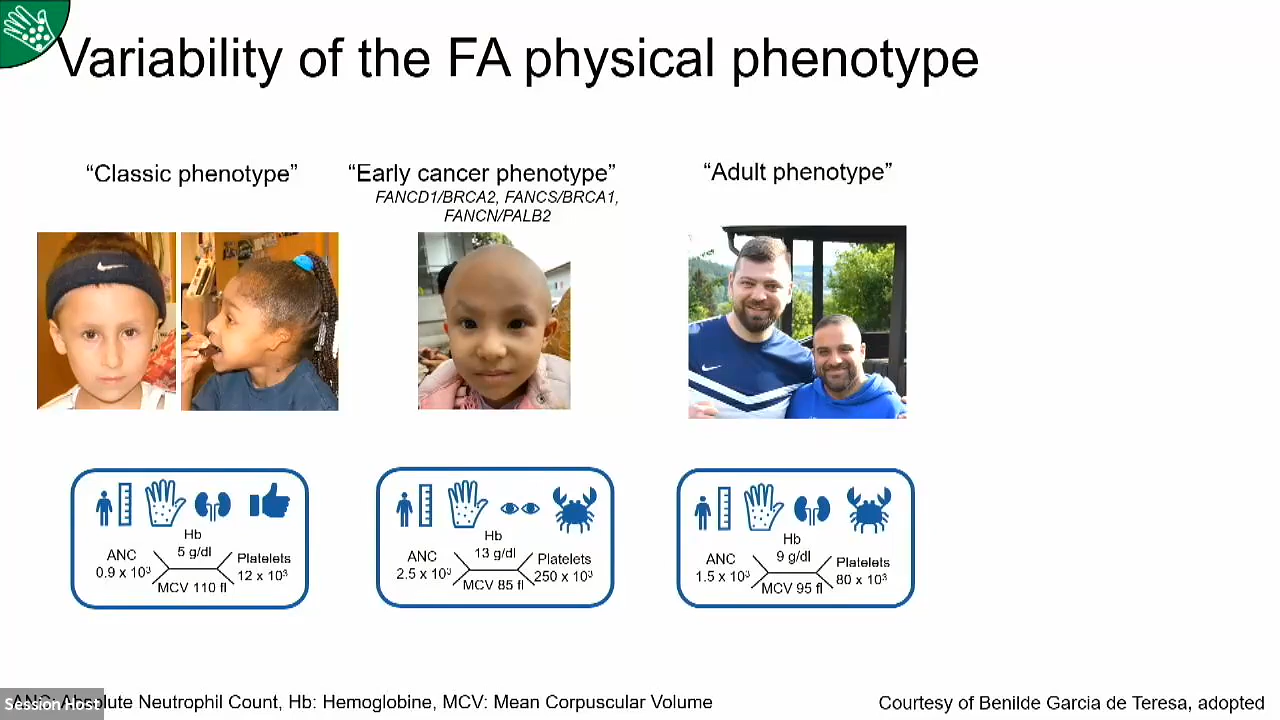 Variability of the FA physical phenotype
“Classic phenotype”
“Early cancer phenotype”
FANCD1/BRCA2, FANCS/BRCA1,
FANCN/PALB2
“Adult phenotype”
Hb
5 g/dl
ANC
0.9 x 10³
Platelets
12 x 10³
MCV 110 fl
Hb
13 g/dl
ANC
2.5 x 10³
Platelets
250 x 10³
MCV 85 fl
Hb
9 g/dl
ANC
1.5 x 10³
Platelets
80 x 10³
MCV 95 fl
ANC: Absolute Neutrophil Count, Hb: Hemoglobine, MCV: Mean Corpuscular Volume
Session Host
Courtesy of Benilde Garcia de Teresa, adopted